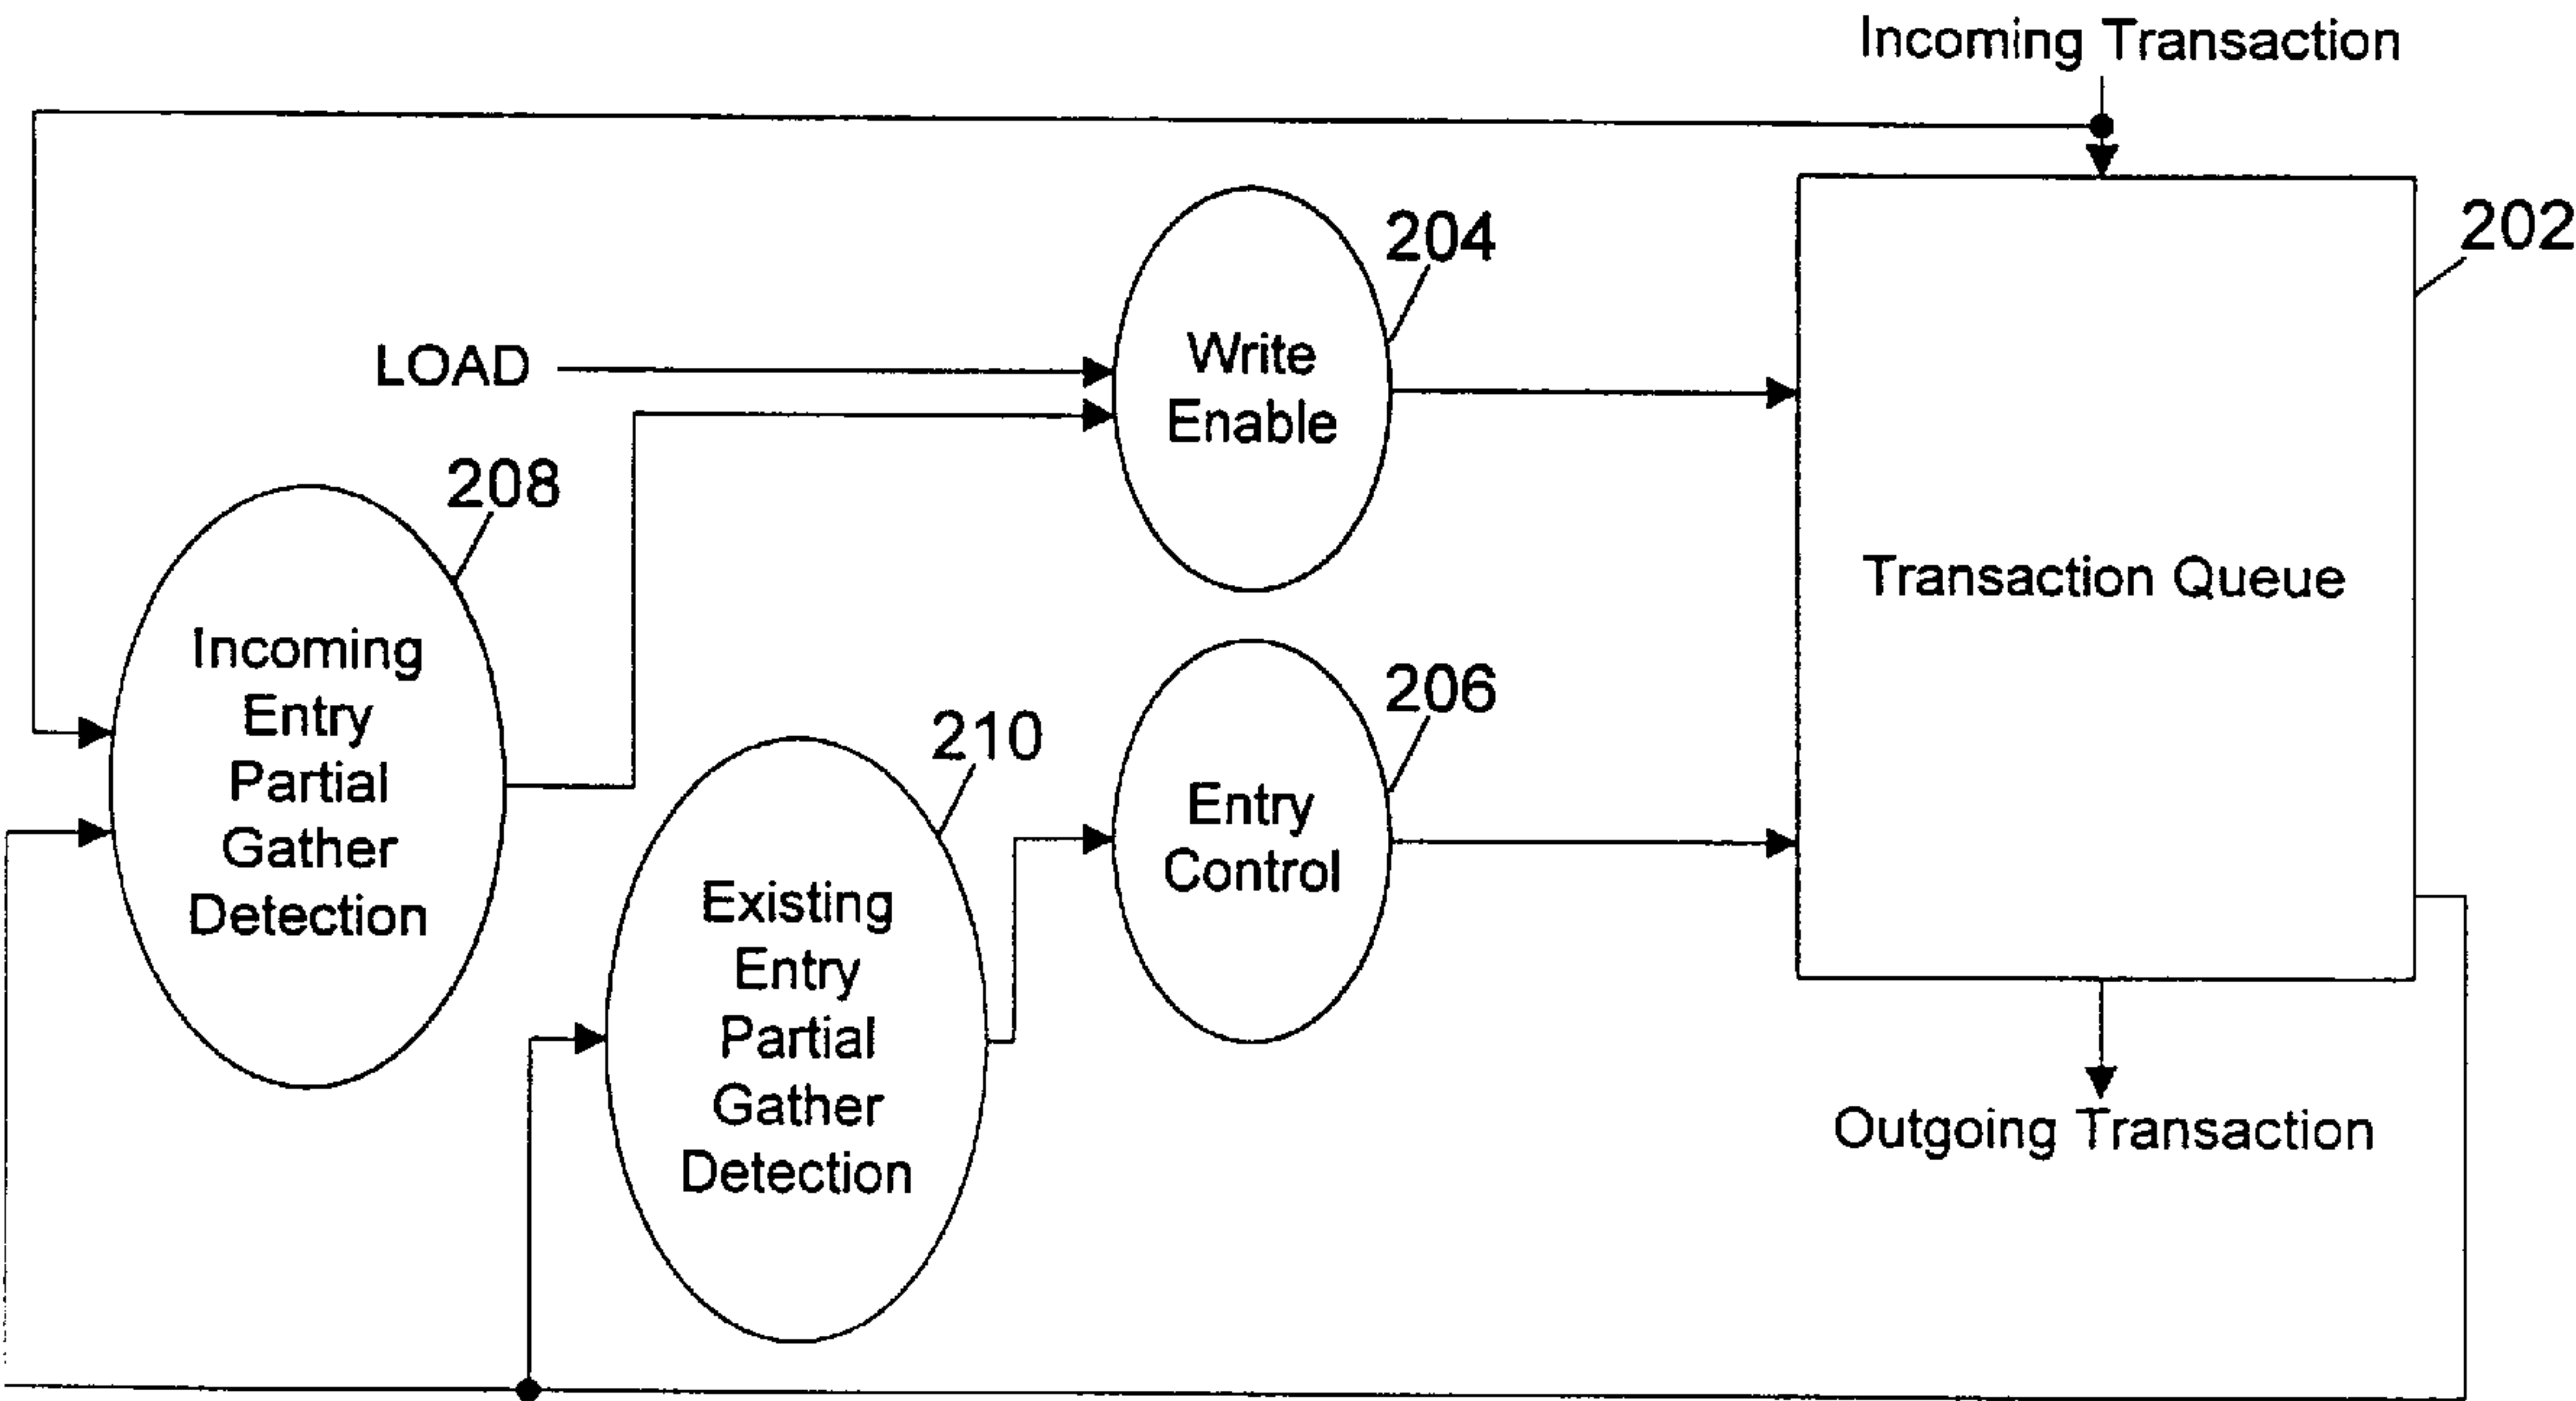 Incoming Transaction
202
204
LOAD
Write
Enable
208
Transaction Queue
Incoming
Entry
Partial
Gather
Detection
206
210
Entry
Control
Existing
Entry
Partial
Gather
Detection
Outgoing Transaction